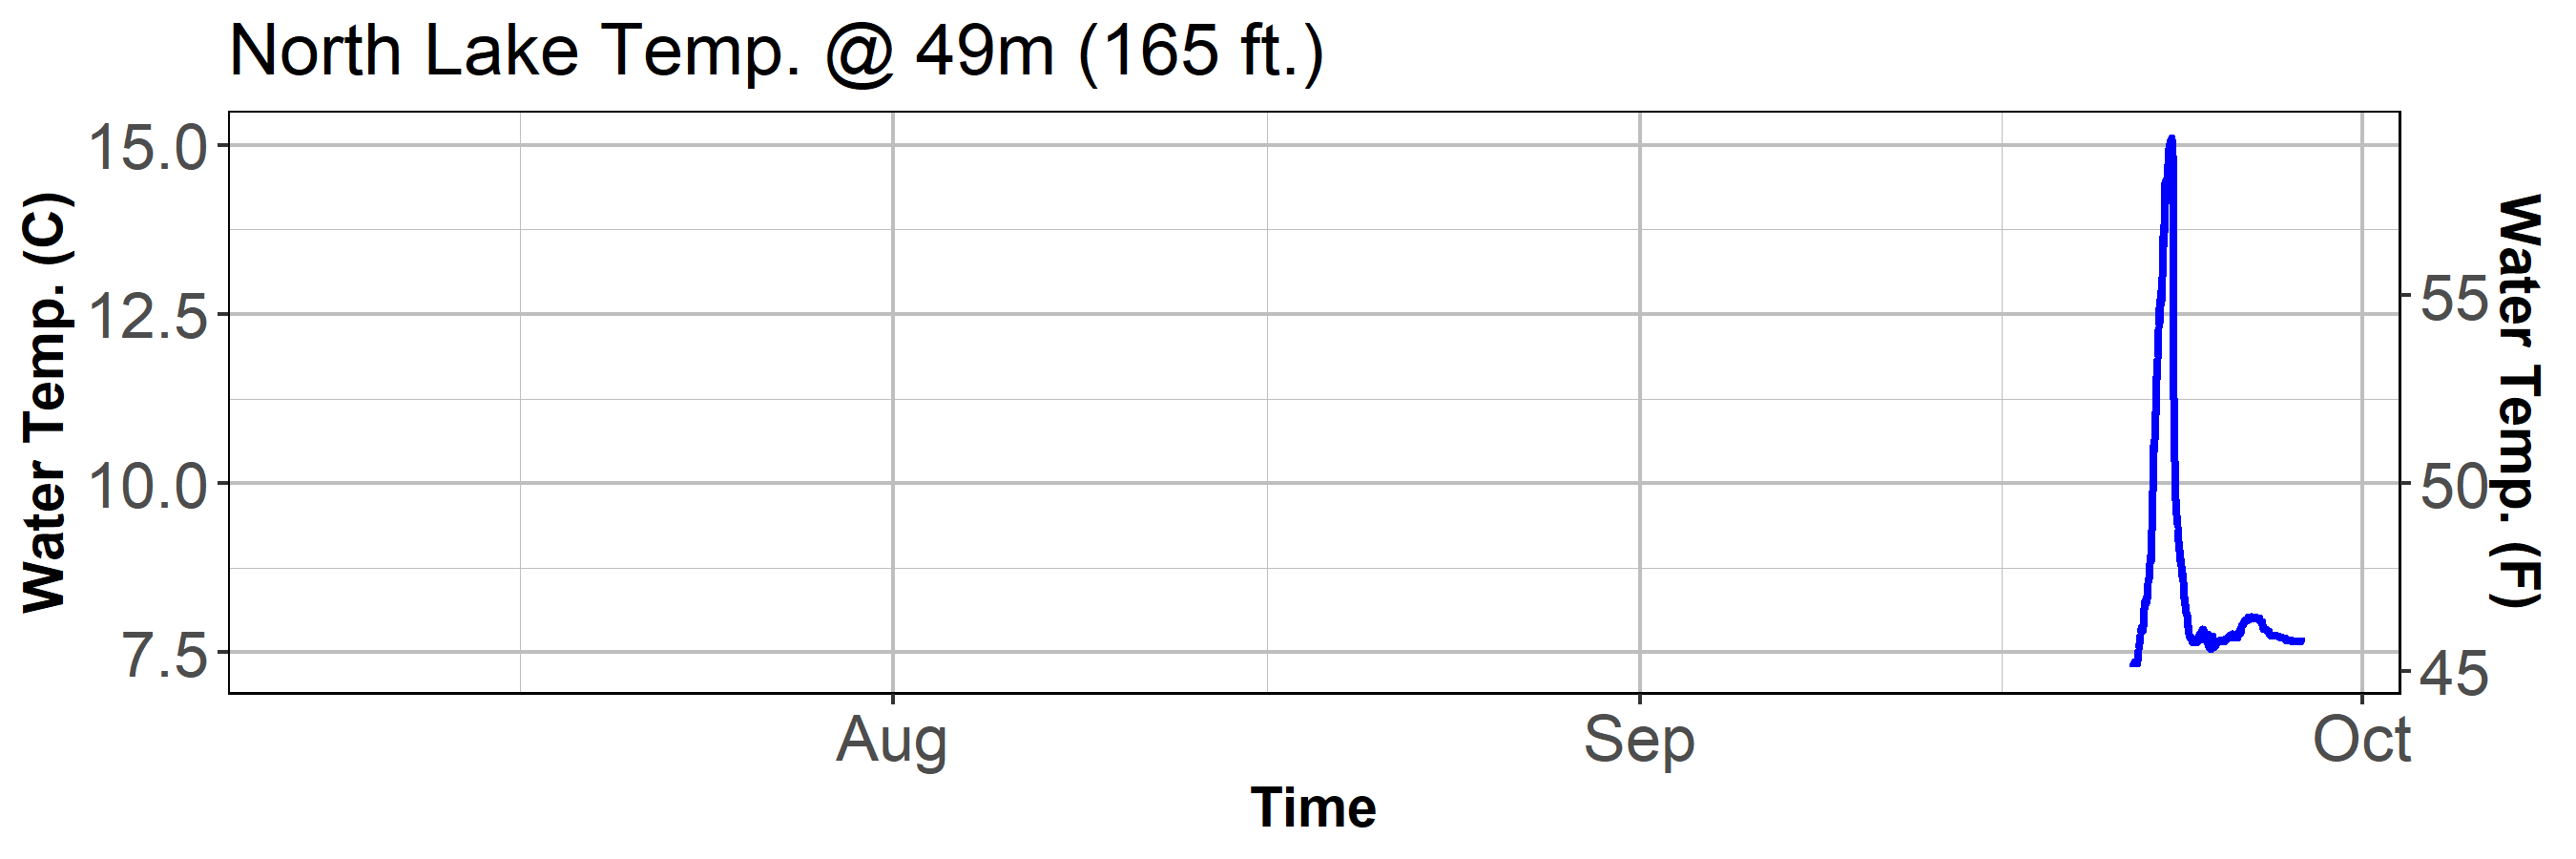 North Lake Temp. @ 49m (165 ft.)
Water Temp. (C)
15.0
12.5
10.0
7.5
55
50
45
Water Temp. (F)
Aug
Sep
Oct
Time